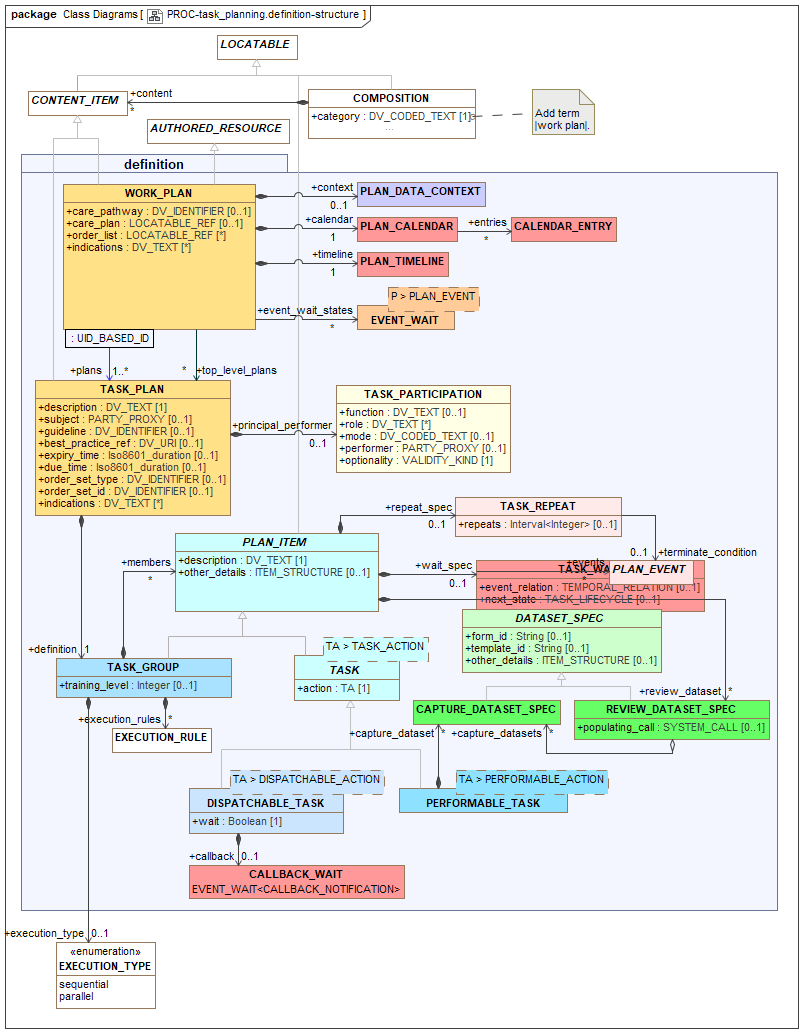 package Class Diagrams [ PROC-task_planning.definition-structure ]
LOCATABLE
CONTENT_ITEM
+content
*
COMPOSITION
+category : DV_CODED_TEXT [1]
...
Add term
|work plan|.
AUTHORED_RESOURCE
definition
WORK_PLAN
+care_pathway : DV_IDENTIFIER [0..1]
+care_plan : LOCATABLE_REF [0..1]
+order_list : LOCATABLE_REF [*]
+indications : DV_TEXT [*]
: UID_BASED_ID
+context
0..1
PLAN_DATA_CONTEXT
+calendar
1
PLAN_CALENDAR
+entries
*
CALENDAR_ENTRY
+timeline
1
PLAN_TIMELINE
P > PLAN_EVENT
+event_wait_states
*
EVENT_WAIT
+plans
1..*
*
+top_level_plans
TASK_PLAN
+description : DV_TEXT [1]
+subject : PARTY_PROXY [0..1]
+guideline : DV_IDENTIFIER [0..1]
+best_practice_ref : DV_URI [0..1]
+expiry_time : Iso8601_duration [0..1]
+due_time : Iso8601_duration [0..1]
+order_set_type : DV_IDENTIFIER [0..1]
+order_set_id : DV_IDENTIFIER [0..1]
+indications : DV_TEXT [*]
+principal_performer
0..1
TASK_PARTICIPATION
+function : DV_TEXT [0..1]
+role : DV_TEXT [*]
+mode : DV_CODED_TEXT [0..1]
+performer : PARTY_PROXY [0..1]
+optionality : VALIDITY_KIND [1]
+repeat_spec
0..1
TASK_REPEAT
+repeats : Interval<Integer> [0..1]
PLAN_ITEM
+description : DV_TEXT [1]
+other_details : ITEM_STRUCTURE [0..1]
+members
*
+wait_spec
0..1
0..1
+terminate_condition
+events
*
PLAN_EVENT
+event_relation : TEMPORAL_RELATION [0..1]
+next_state : TASK_LIFECYCLE [0..1]
DATASET_SPEC
+form_id : String [0..1]
+template_id : String [0..1]
+other_details : ITEM_STRUCTURE [0..1]
+definition
1
TASK_GROUP
+training_level : Integer [0..1]
TA > TASK_ACTION
TASK
+action : TA [1]
+execution_rules
*
EXECUTION_RULE
+review_dataset
*
CAPTURE_DATASET_SPEC
REVIEW_DATASET_SPEC
+populating_call : SYSTEM_CALL [0..1]
+capture_dataset
*
+capture_datasets
*
TA > DISPATCHABLE_ACTION
DISPATCHABLE_TASK
+wait : Boolean [1]
TA > PERFORMABLE_ACTION
PERFORMABLE_TASK
+callback
0..1
CALLBACK_WAIT
EVENT_WAIT<CALLBACK_NOTIFICATION>
+execution_type
0..1
«enumeration»
EXECUTION_TYPE
sequential
parallel